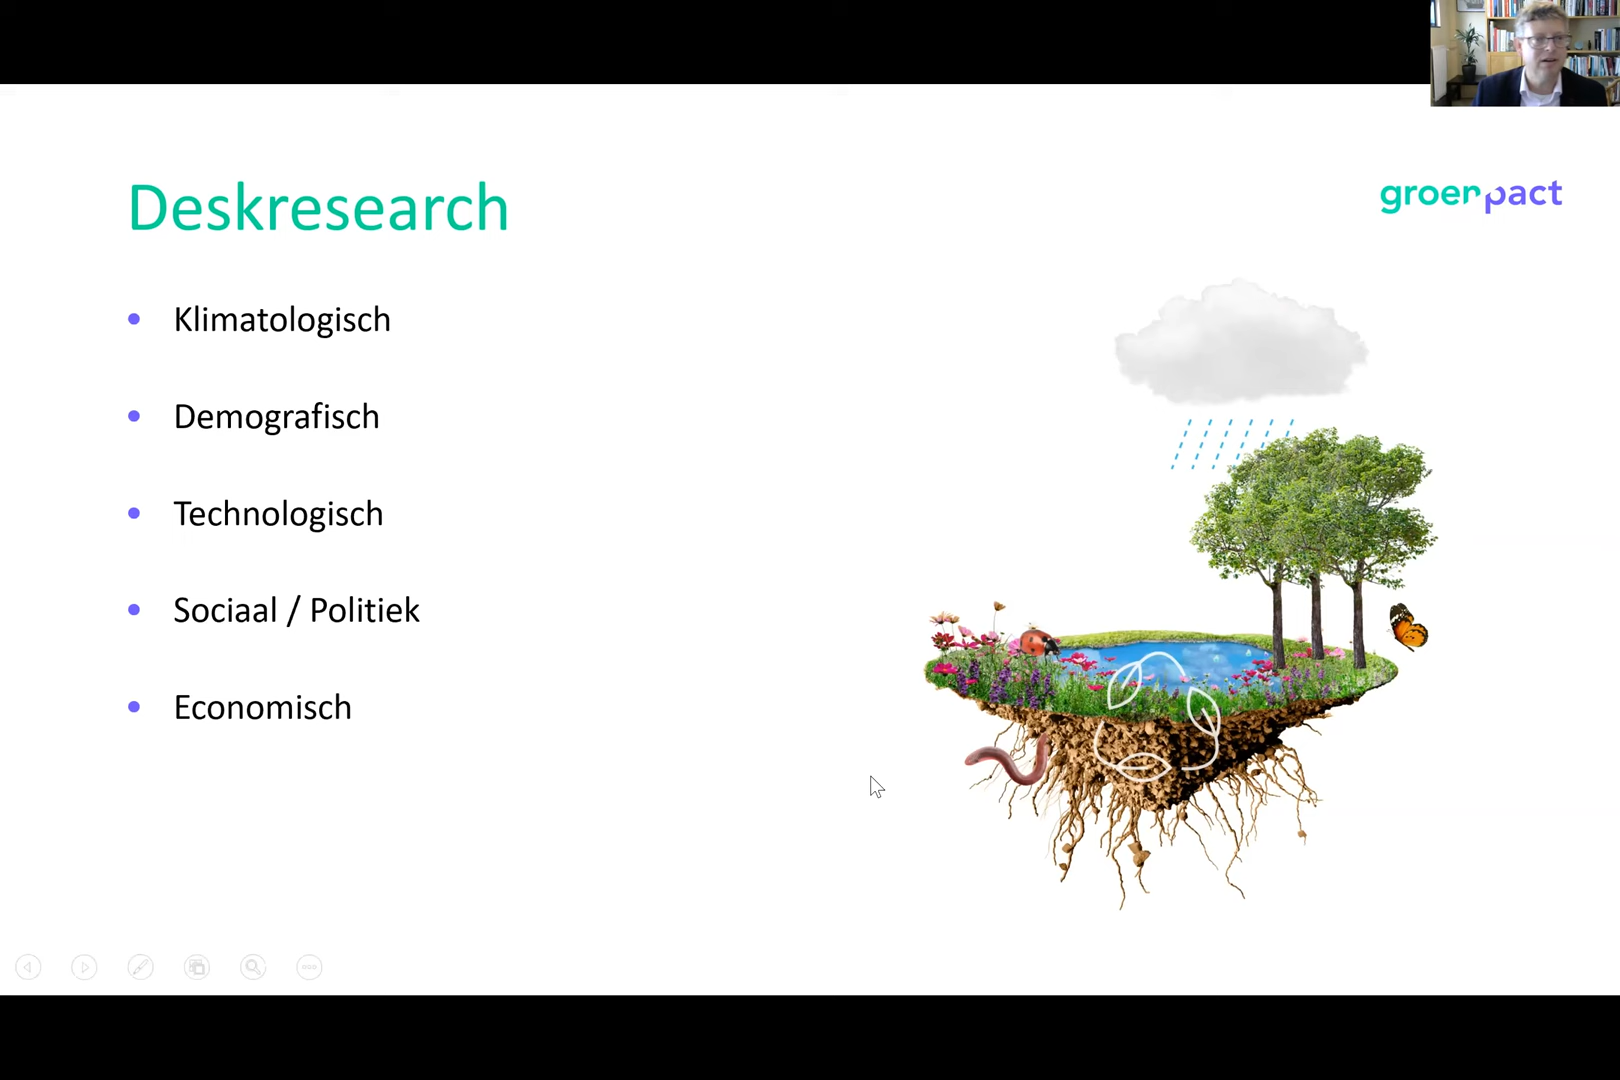 Deskresearch
groenpact
Klimatologisch
Demografisch
Technologisch
Sociaal / Politiek
Economisch